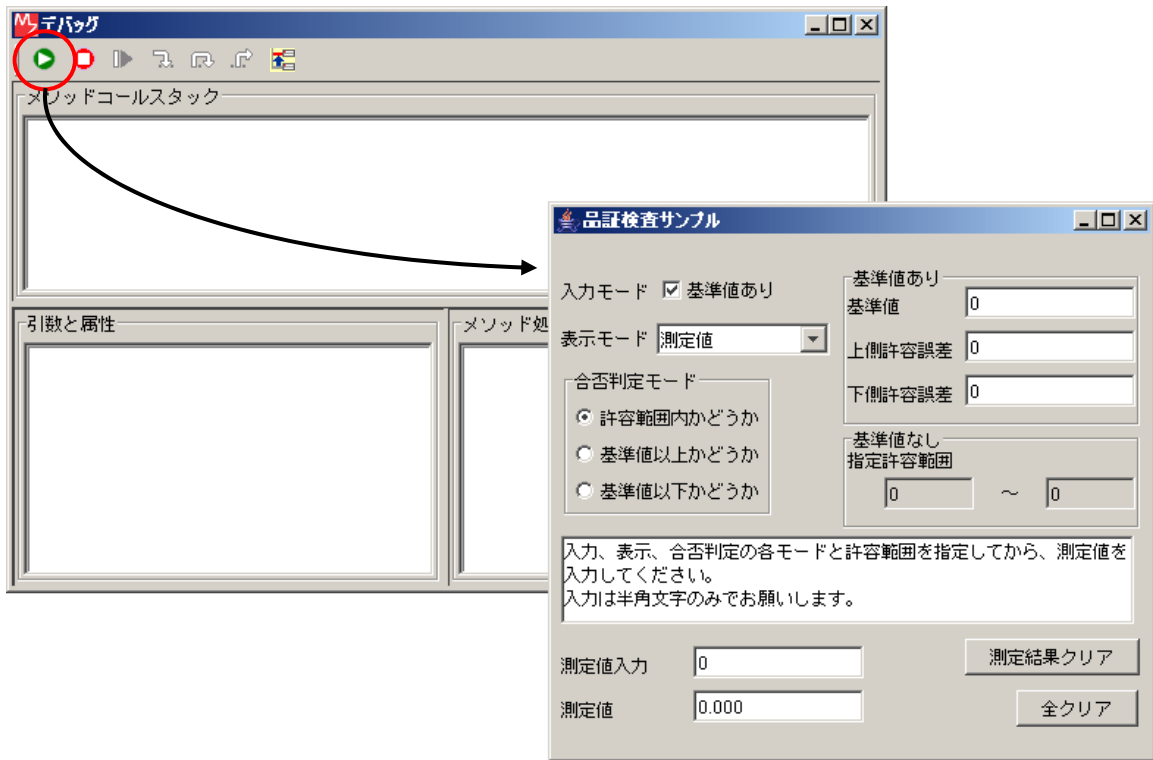 デバッグ
メソッドコールスタック
引数と属性
メソッド処
品証検査サンプル
入力モード 基準値あり
表示モード 測定値
合否判定モード
許容範囲内かどうか
基準値以上かどうか
基準値以下かどうか
基準値あり
基準値 0
上側許容誤差 0
下側許容誤差 0
基準値なし
指定許容範囲
0 ～ 0
入力、表示、合否判定の各モードと許容範囲を指定してから、測定値を
入力してください。
入力は半角文字のみでお願いします。
測定値入力 0
測定結果クリア
測定値 0.000
全クリア